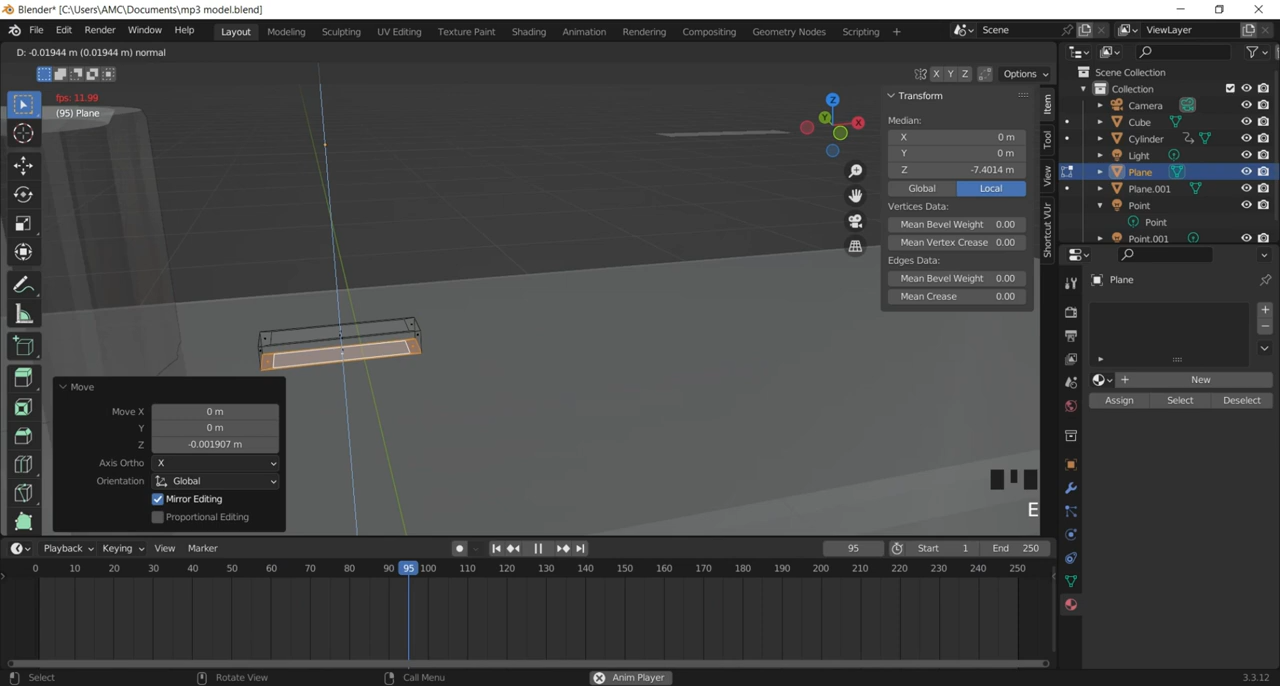 Blender* [C:\Users\AMC\Documents\mp3 model.blend]
File Edit Render Window Help Layout Modeling Sculpting UV Editing Texture Paint Shading Animation Rendering Compositing Geometry Nodes Scripting + Scene ViewLayer
D: -0.01944 m (0.01944 m) normal
X Y Z Options
fps: 11.99
(95) Plane
Z
Y
X
Transform
Median:
X 0 m
Y 0 m
Z -7.4014 m
Global Local
Vertices Data:
Mean Bevel Weight 0.00
Mean Vertex Crease 0.00
Edges Data:
Mean Bevel Weight 0.00
Mean Crease 0.00
Item
Tool
View
Shortcut VUr
Scene Collection
Collection
Camera
Cube
Cylinder
Light
Plane
Plane.001
Point
Point
Point.001
Plane
New
Assign Select Deselect
Move
Move X 0 m
Y 0 m
Z -0.001907 m
Axis Ortho X
Orientation Global
Mirror Editing
Proportional Editing
E
Playback Keying View Marker 95 Start 1 End 250
0 10 20 30 40 50 60 70 80 90 95 100 110 120 130 140 150 160 170 180 190 200 210 220 230 240 250
Select Rotate View Call Menu Anim Player 3.3.12